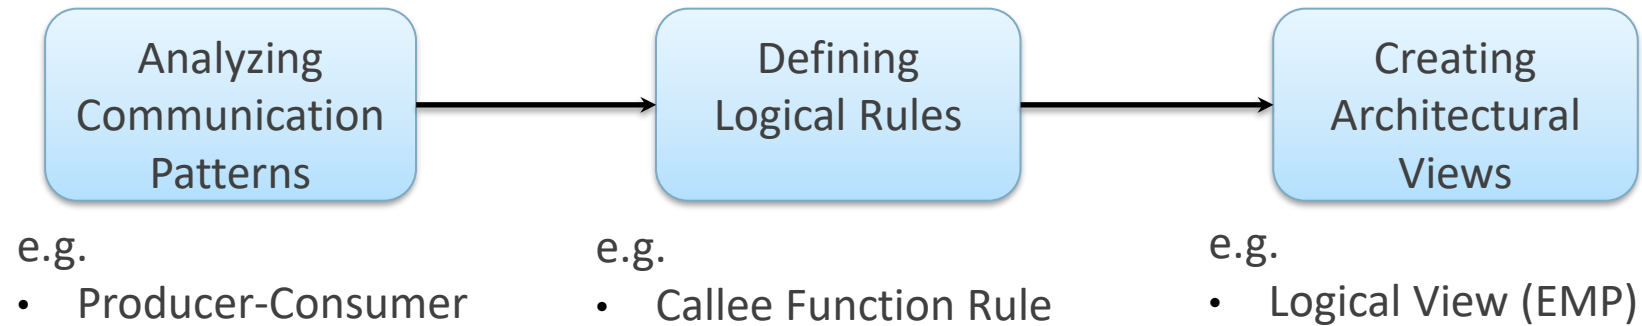 Analyzing
Communication
Patterns
Defining
Logical Rules
Creating
Architectural
Views
e.g.
• Producer-Consumer
e.g.
• Callee Function Rule
e.g.
• Logical View (EMP)